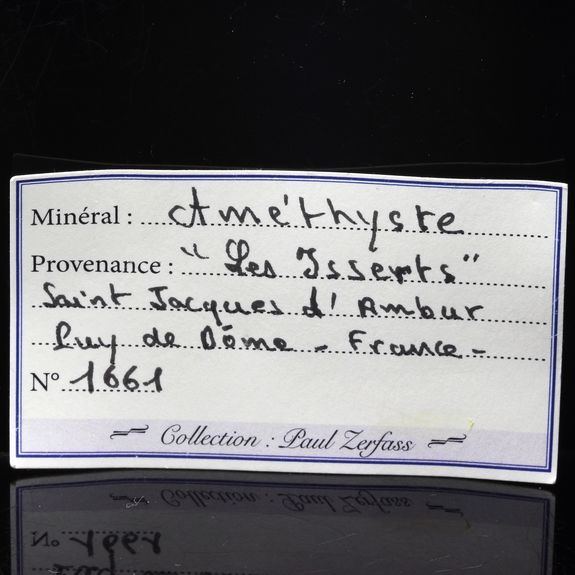 Minéral : Améthyste
Provenance : "Les Isserts"
Saint Jacques d'Ambur
Puy de Dôme - France -
N° 1661
Collection : Paul Zerfass